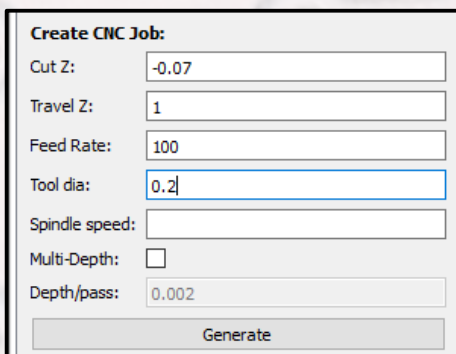 Create CNC Job:
Cut Z: -0.07
Travel Z: 1
Feed Rate: 100
Tool dia: 0.2
Spindle speed:
Multi-Depth:
Depth/pass: 0.002
Generate